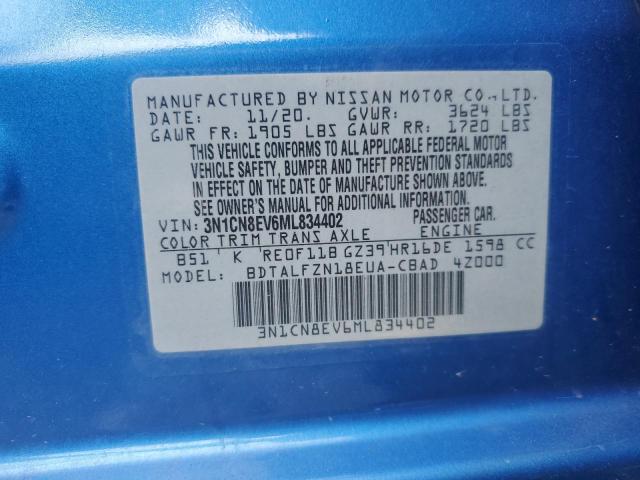 MANUFACTURED BY NISSAN MOTOR CO., LTD.
DATE: 11/20. GVWR: 3624 LBS
GAWR FR: 1905 LBS GAWR RR: 1720 LBS
THIS VEHICLE CONFORMS TO ALL APPLICABLE FEDERAL MOTOR
VEHICLE SAFETY, BUMPER AND THEFT PREVENTION STANDARDS
IN EFFECT ON THE DATE OF MANUFACTURE SHOWN ABOVE.
SEE OWNER'S MANUAL FOR ADDITIONAL INFORMATION.
VIN: 3N1CN8EV6ML834402 PASSENGER CAR.
COLOR TRIM TRANS AXLE ENGINE
B51 K RE0F11B GZ39 HR16DE 1598 CC
MODEL: BDTALFZN18EUA-CBAD 4Z000
3N1CN8EV6ML834402